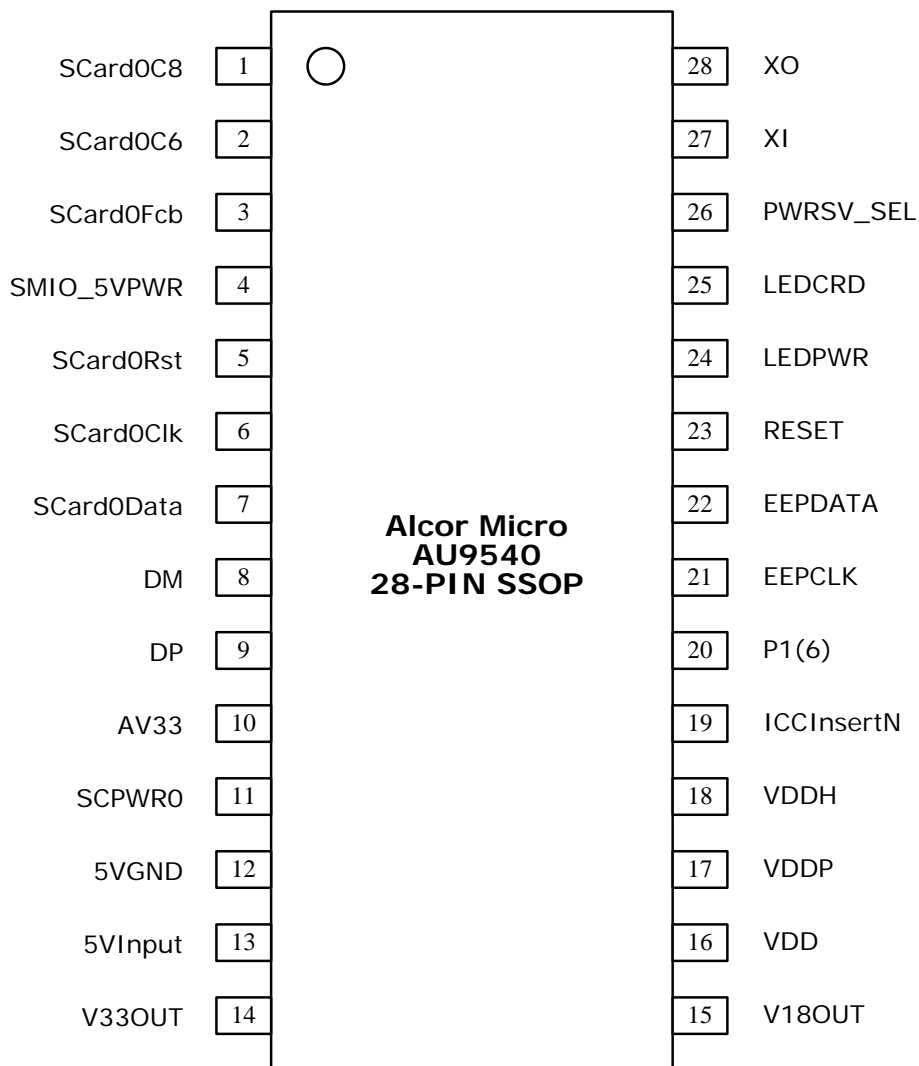 SCard0C8 1 28 XO
SCard0C6 2 27 XI
SCard0Fcb 3 26 PWRSV_SEL
SMIO_5VPWR 4 25 LEDCRD
SCard0Rst 5 24 LEDPWR
SCard0Clk 6 23 RESET
SCard0Data 7 22 EEPDATA
Alcor Micro
AU9540
28-PIN SSOP
DM 8 21 EEPCLK
DP 9 20 P1(6)
AV33 10 19 ICCInsertN
SCPWR0 11 18 VDDH
5VGND 12 17 VDDP
5VInput 13 16 VDD
V33OUT 14 15 V18OUT